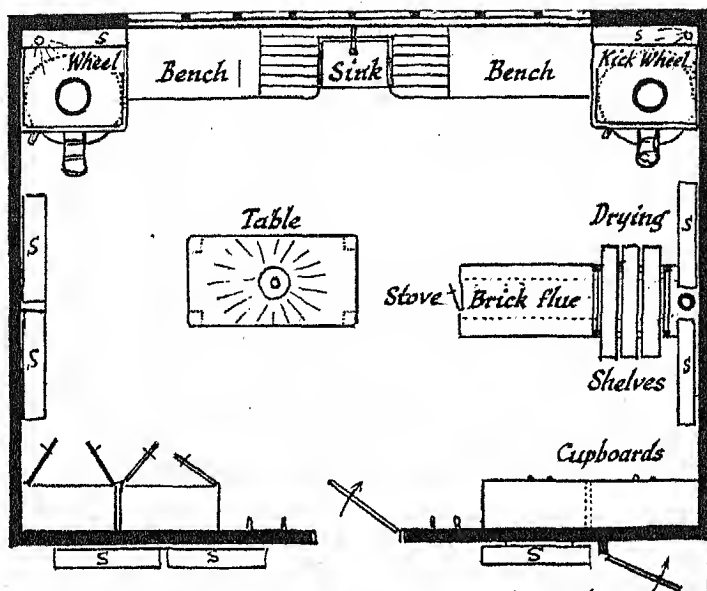 S
S
Wheel
Bench
Sink
Bench
Kick Wheel
Table
Drying
S
S
Stove
Brick flue
S
S
Shelves
Cupboards
S
S
S